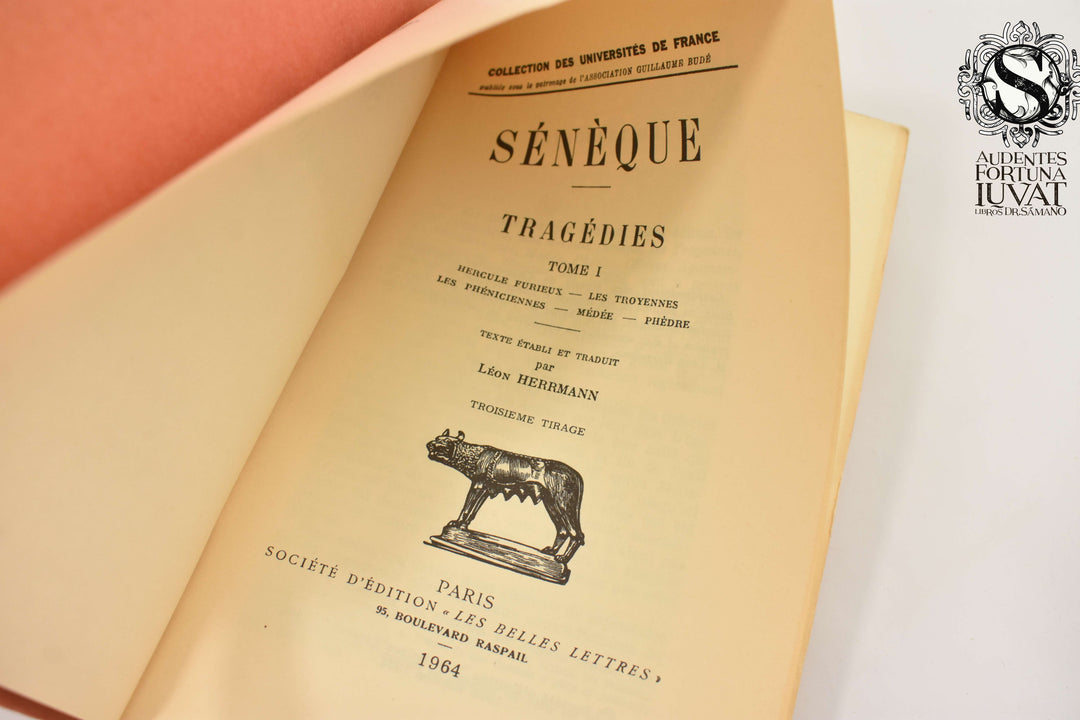 COLLECTION DES UNIVERSITÉS DE FRANCE
publiée sous le patronage de l'ASSOCIATION GUILLAUME BUDÉ
SÉNÈQUE
TRAGÉDIES
TOME I
HERCULE FURIEUX — LES TROYENNES
LES PHÉNICIENNES — MÉDÉE — PHÈDRE
TEXTE ÉTABLI ET TRADUIT
par
LÉON HERRMANN
TROISIEME TIRAGE
PARIS
SOCIÉTÉ D'ÉDITION « LES BELLES LETTRES »
95, BOULEVARD RASPAIL
1964
S
AUDENTES
FORTUNA
IUVAT
LIBROS DR. SÁMANO